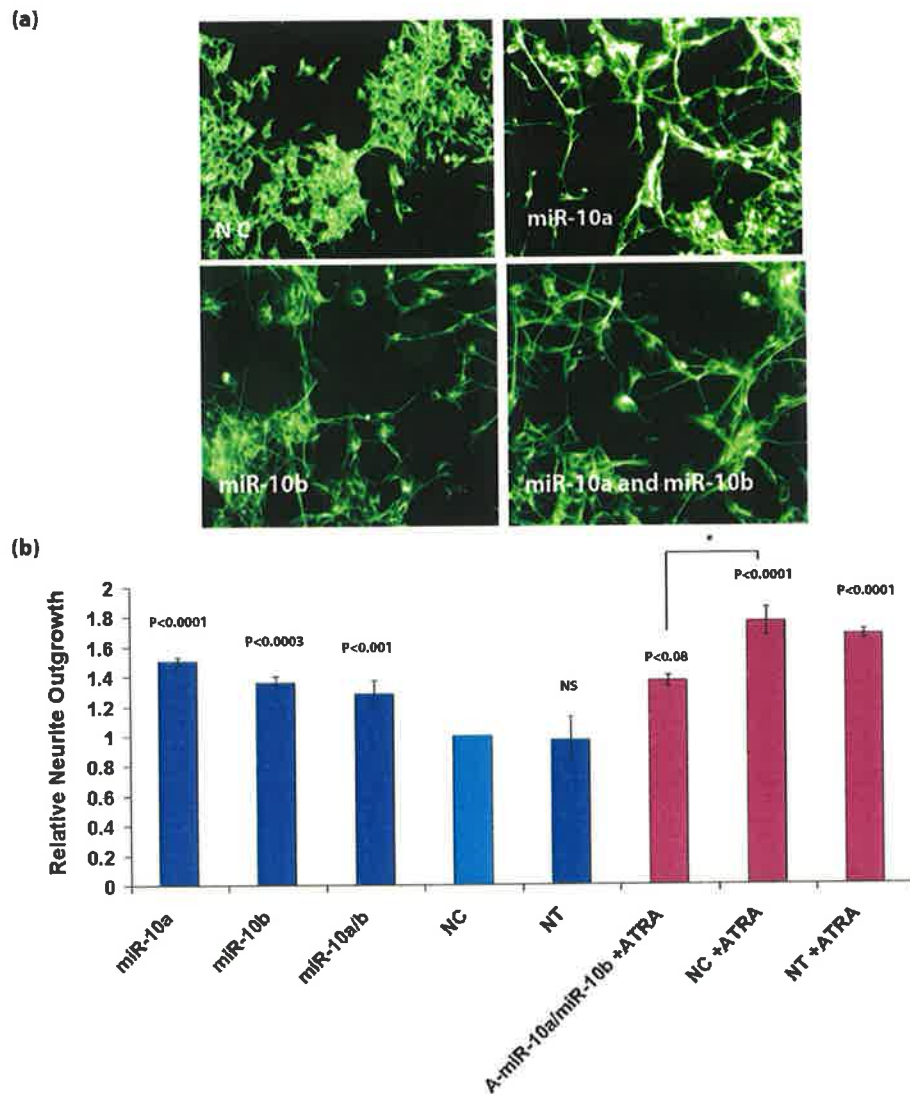 (a)
N C
miR-10a
miR-10b
miR-10a and miR-10b
(b)
Relative Neurite Outgrowth
2
1.8
1.6
1.4
1.2
1
0.8
0.6
0.4
0.2
0
P<0.0001
P<0.0003
P<0.001
NS
P<0.08
*
P<0.0001
P<0.0001
miR-10a
miR-10b
miR-10a/b
NC
NT
A-miR-10a/miR-10b +ATRA
NC +ATRA
NT +ATRA